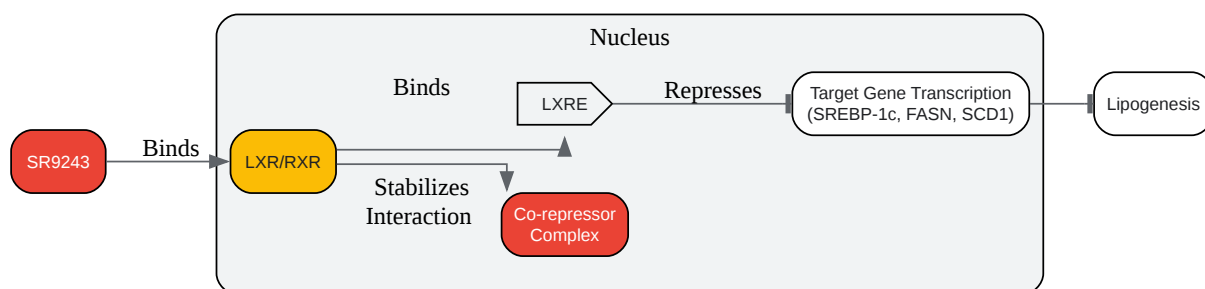 Nucleus
Binds
LXRE
Represses
Target Gene Transcription
(SREBP-1c, FASN, SCD1)
Lipogenesis
SR9243
Binds
LXR/RXR
Stabilizes
Interaction
Co-repressor
Complex